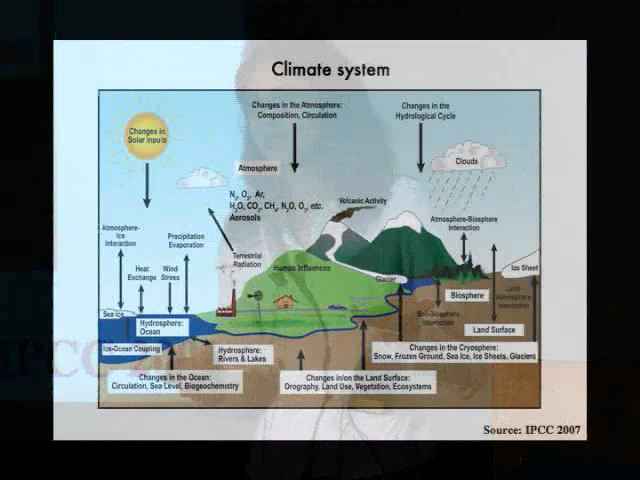 Climate system
Changes in the Atmosphere:
Composition, Circulation
Changes in the
Hydrological Cycle
Changes in
Solar Inputs
Clouds
Atmosphere
N₂, O₂, Ar,
H₂O, CO₂, CH₄, N₂O, O₃, etc.
Aerosols
Volcanic Activity
Atmosphere-Biosphere
Interaction
Atmosphere-
Ice
Interaction
Precipitation
Evaporation
Terrestrial
Radiation
Heat
Exchange
Wind
Stress
Human Influences
Glacier
Ice Sheet
Biosphere
Land-
Atmosphere
Interaction
Soil-Biosphere
Interaction
Sea Ice
Hydrosphere:
Ocean
Land Surface
Ice-Ocean Coupling
Hydrosphere:
Rivers & Lakes
Changes in the Cryosphere:
Snow, Frozen Ground, Sea Ice, Ice Sheets, Glaciers
Changes in the Ocean:
Circulation, Sea Level, Biogeochemistry
Changes in/on the Land Surface:
Orography, Land Use, Vegetation, Ecosystems
Source: IPCC 2007